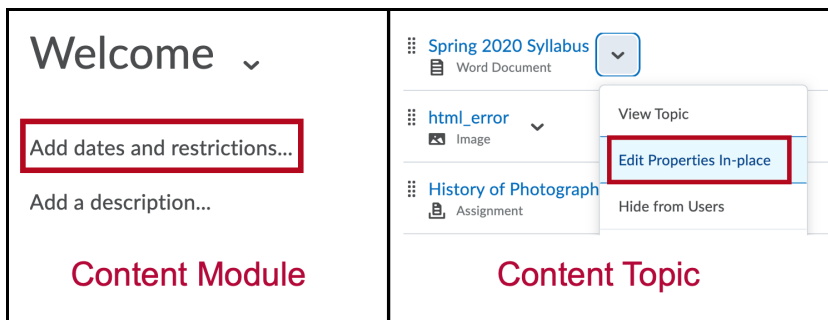 Welcome
Add dates and restrictions...
Add a description...
Content Module
Spring 2020 Syllabus
Word Document
html_error
Image
History of Photograph
Assignment
View Topic
Edit Properties In-place
Hide from Users
Content Topic